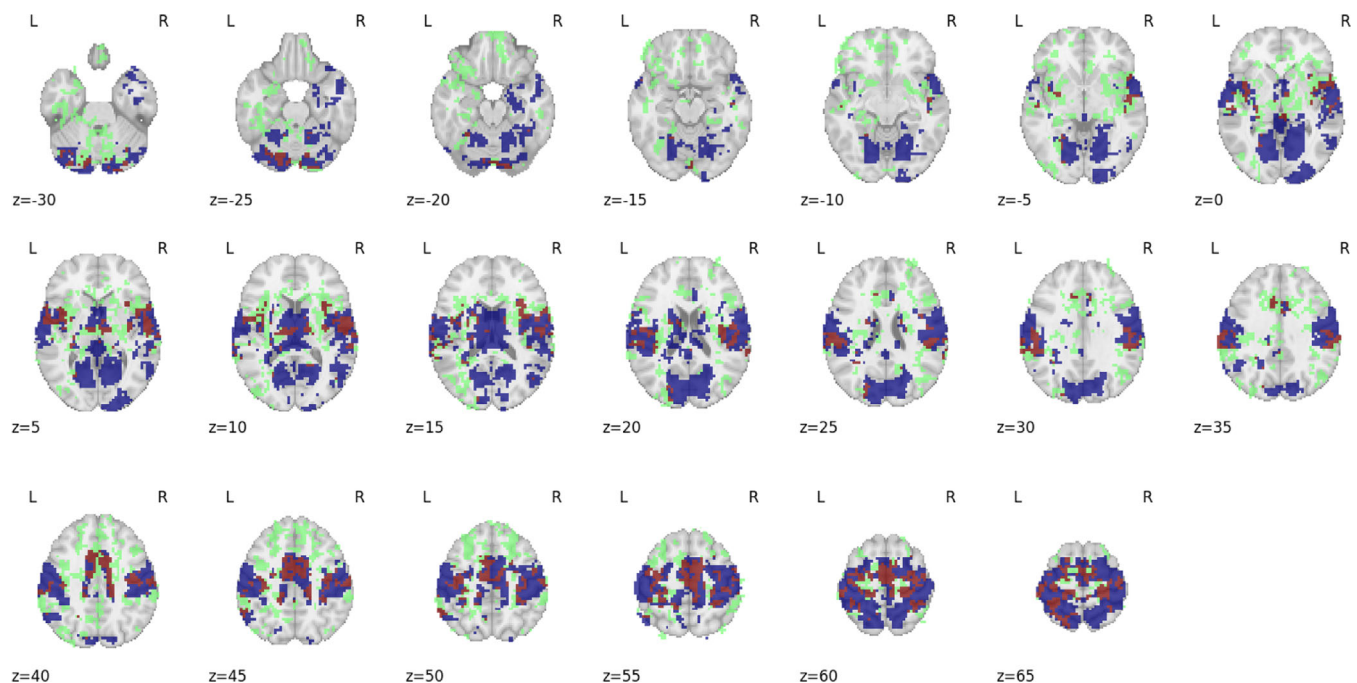 L R L R L R L R L R L R L R
z=-30 z=-25 z=-20 z=-15 z=-10 z=-5 z=0
L R L R L R L R L R L R L R
z=5 z=10 z=15 z=20 z=25 z=30 z=35
L R L R L R L R L R L R
z=40 z=45 z=50 z=55 z=60 z=65